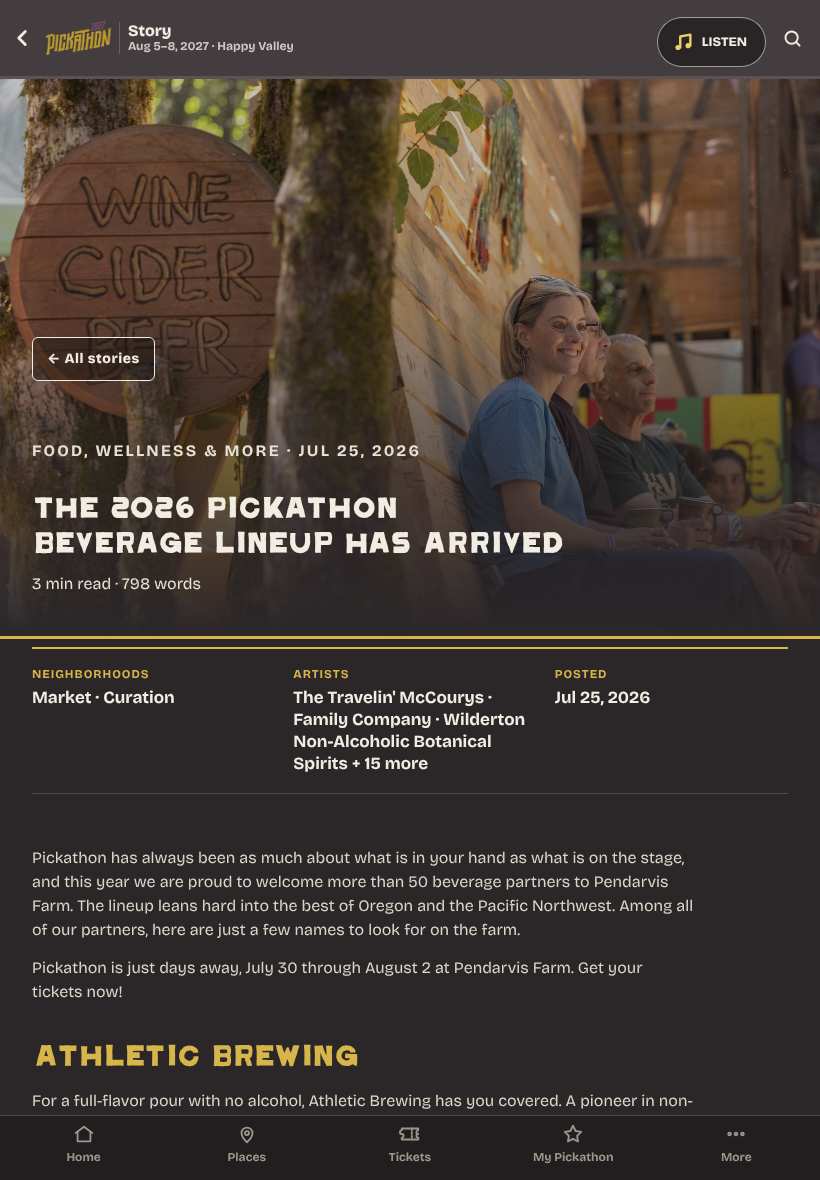 PICKATHON
Story
Aug 5–8, 2027 · Happy Valley
LISTEN
WINE
CIDER
BEER
← All stories
FOOD, WELLNESS & MORE · JUL 25, 2026
THE 2026 PICKATHON
BEVERAGE LINEUP HAS ARRIVED
3 min read · 798 words
NEIGHBORHOODS
Market · Curation
ARTISTS
The Travelin' McCourys ·
Family Company · Wilderton
Non-Alcoholic Botanical
Spirits + 15 more
POSTED
Jul 25, 2026
Pickathon has always been as much about what is in your hand as what is on the stage,
and this year we are proud to welcome more than 50 beverage partners to Pendarvis
Farm. The lineup leans hard into the best of Oregon and the Pacific Northwest. Among all
of our partners, here are just a few names to look for on the farm.
Pickathon is just days away, July 30 through August 2 at Pendarvis Farm. Get your
tickets now!
ATHLETIC BREWING
For a full-flavor pour with no alcohol, Athletic Brewing has you covered. A pioneer in non-
Home
Places
Tickets
My Pickathon
More